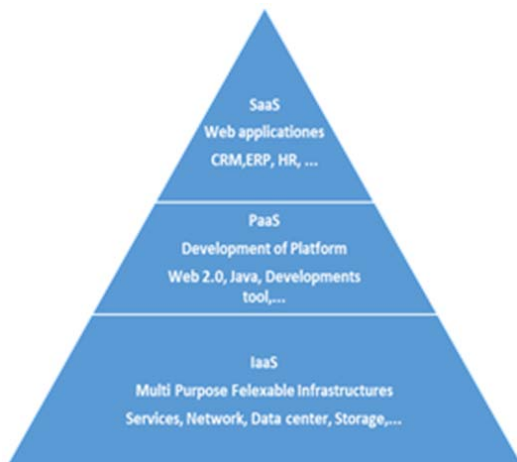 SaaS
Web applicationes
CRM,ERP, HR, ...
PaaS
Development of Platform
Web 2.0, Java, Developments
tool,...
IaaS
Multi Purpose Felexable Infrastructures
Services, Network, Data center, Storage,...